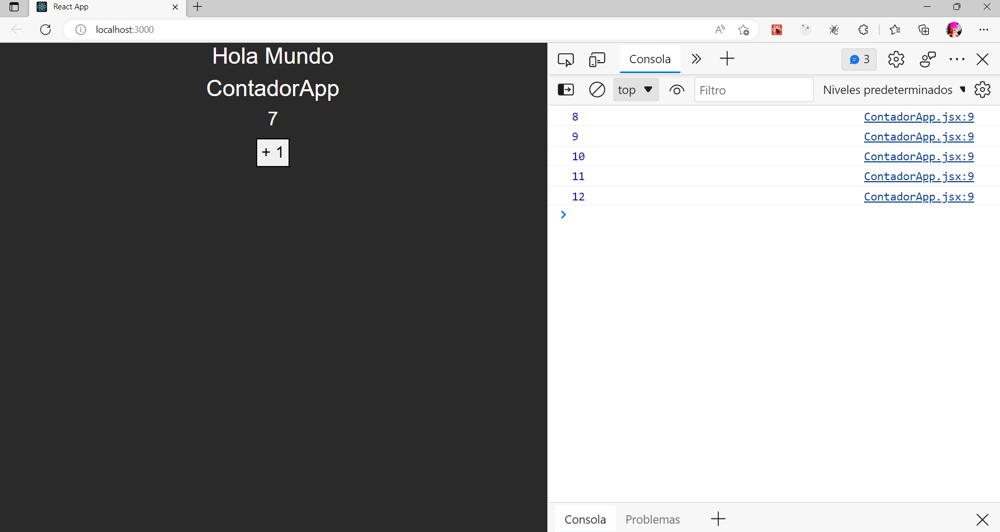 React App
localhost:3000
Hola Mundo
ContadorApp
7
+ 1
Consola
3
top
Filtro
Niveles predeterminados
8 ContadorApp.jsx:9
9 ContadorApp.jsx:9
10 ContadorApp.jsx:9
11 ContadorApp.jsx:9
12 ContadorApp.jsx:9
Consola Problemas